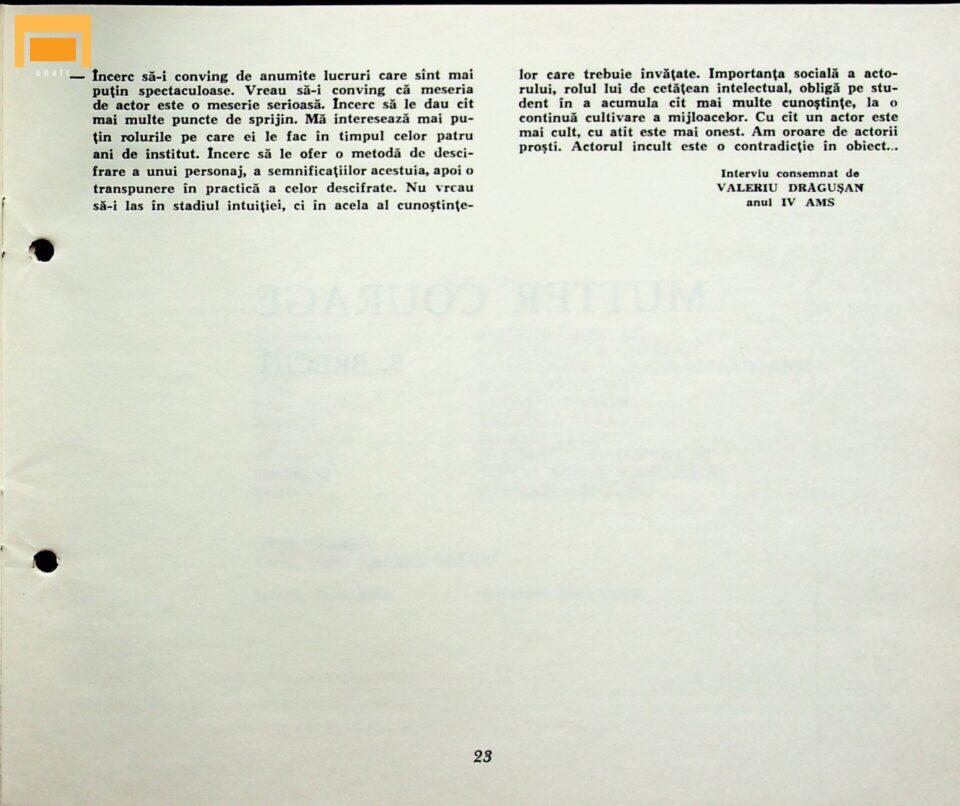 unatc
— Încerc să-i conving de anumite lucruri care sînt mai
puţin spectaculoase. Vreau să-i conving că meseria
de actor este o meserie serioasă. Încerc să le dau cît
mai multe puncte de sprijin. Mă interesează mai pu-
ţin rolurile pe care ei le fac în timpul celor patru
ani de institut. Încerc să le ofer o metodă de desci-
frare a unui personaj, a semnificaţiilor acestuia, apoi o
transpunere în practică a celor descifrate. Nu vreau
să-i las în stadiul intuiţiei, ci în acela al cunoştinţe-
lor care trebuie învăţate. Importanţa socială a acto-
rului, rolul lui de cetăţean intelectual, obligă pe stu-
dent în a acumula cît mai multe cunoştinţe, la o
continuă cultivare a mijloacelor. Cu cît un actor este
mai cult, cu atît este mai onest. Am oroare de actorii
proşti. Actorul incult este o contradicţie în obiect...
Interviu consemnat de
VALERIU DRĂGUŞAN
anul IV AMS
MUTTER COURAGE
B. BRECHT
23